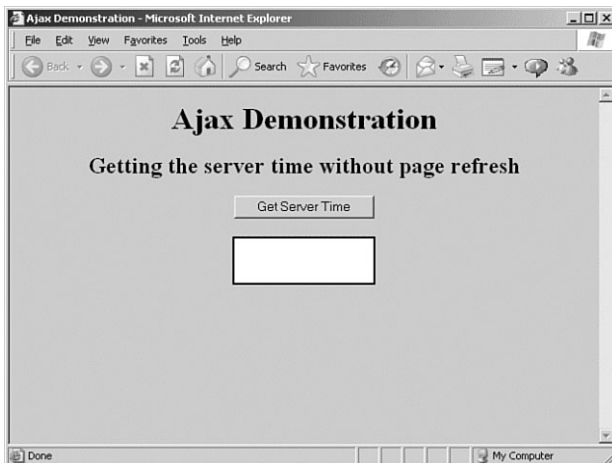 Ajax Demonstration - Microsoft Internet Explorer
File Edit View Favorites Tools Help
Back Search Favorites
Ajax Demonstration
Getting the server time without page refresh
Get Server Time
Done My Computer